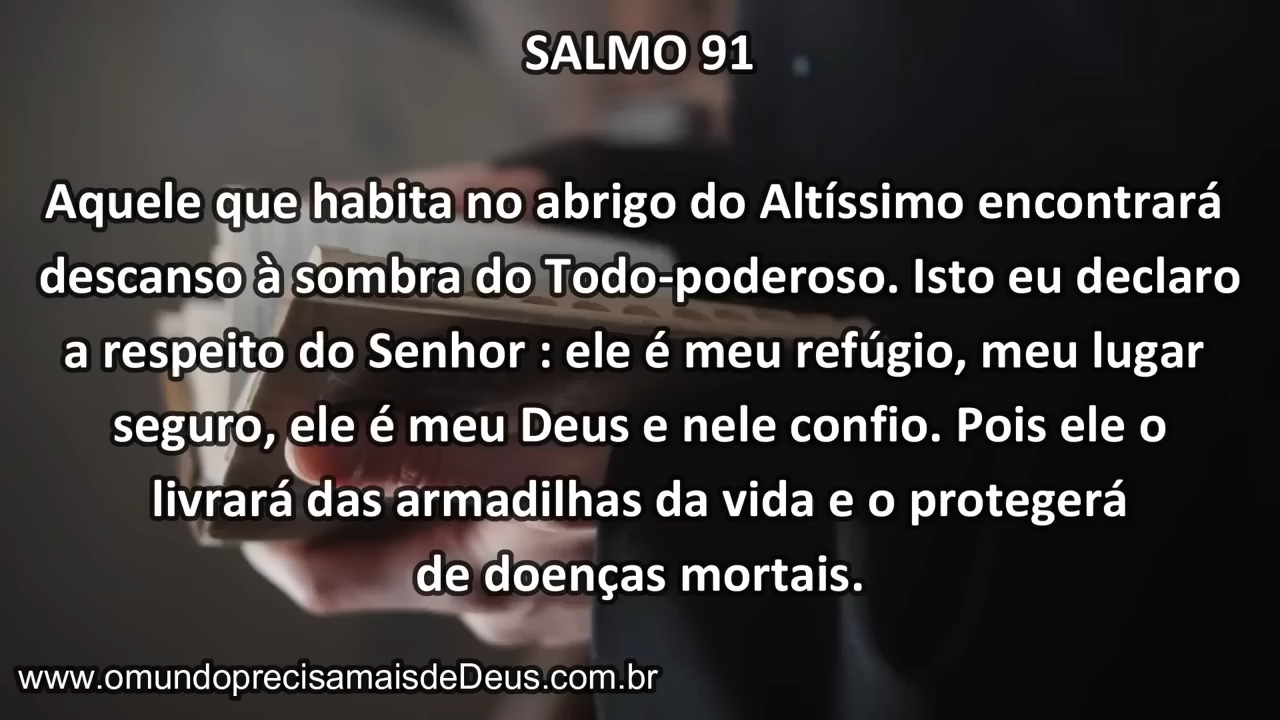 SALMO 91
Aquele que habita no abrigo do Altíssimo encontrará
descanso à sombra do Todo-poderoso. Isto eu declaro
a respeito do Senhor : ele é meu refúgio, meu lugar
seguro, ele é meu Deus e nele confio. Pois ele o
livrará das armadilhas da vida e o protegerá
de doenças mortais.
www.omundoprecisamaisdeDeus.com.br